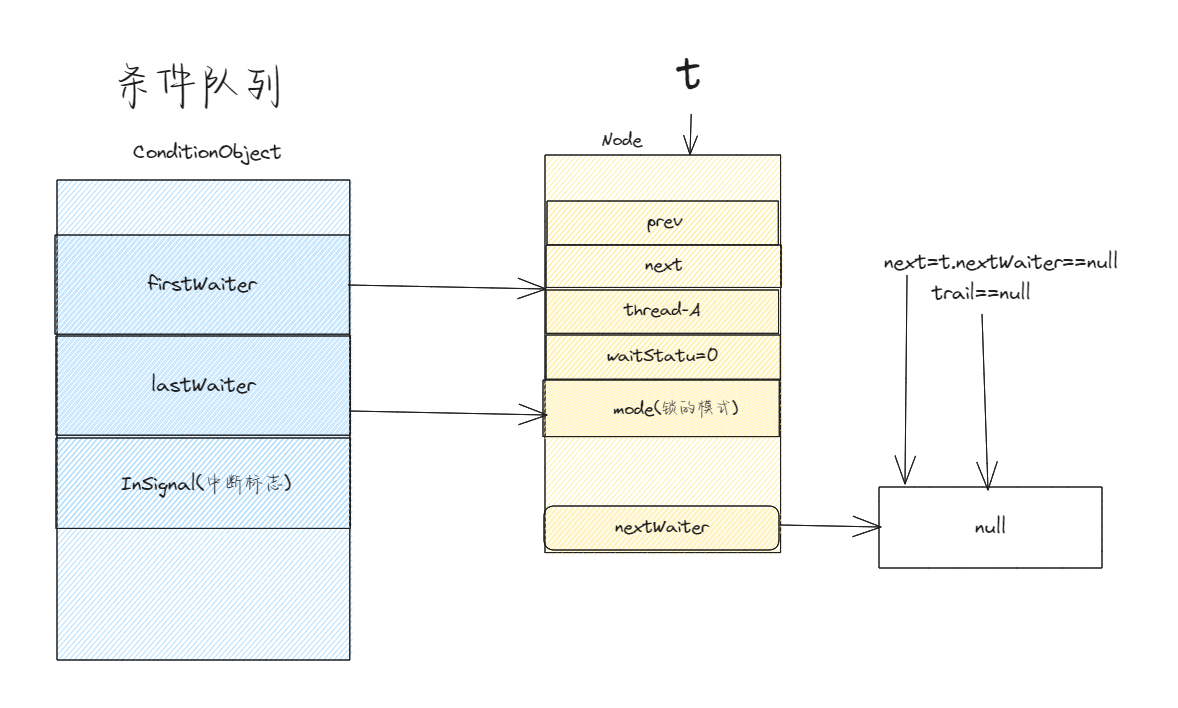 条件队列
ConditionObject
firstWaiter
lastWaiter
InSignal(中断标志)
t
Node
prev
next
thread-A
waitStatu=0
mode(锁的模式)
nextWaiter
next=t.nextWaiter==null
trail==null
null